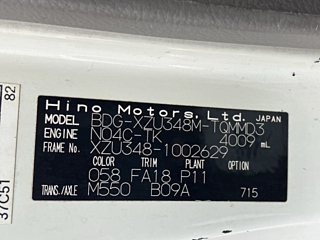 Hino Motors, Ltd. JAPAN
MODEL BDG-XZU348M-TQMMD3
ENGINE N04C-TK 4009 mL
FRAME NO. XZU348-1002629
COLOR TRIM PLANT OPTION
058 FA18 P11
TRANS./AXLE M550 B09A 715
82
37C51